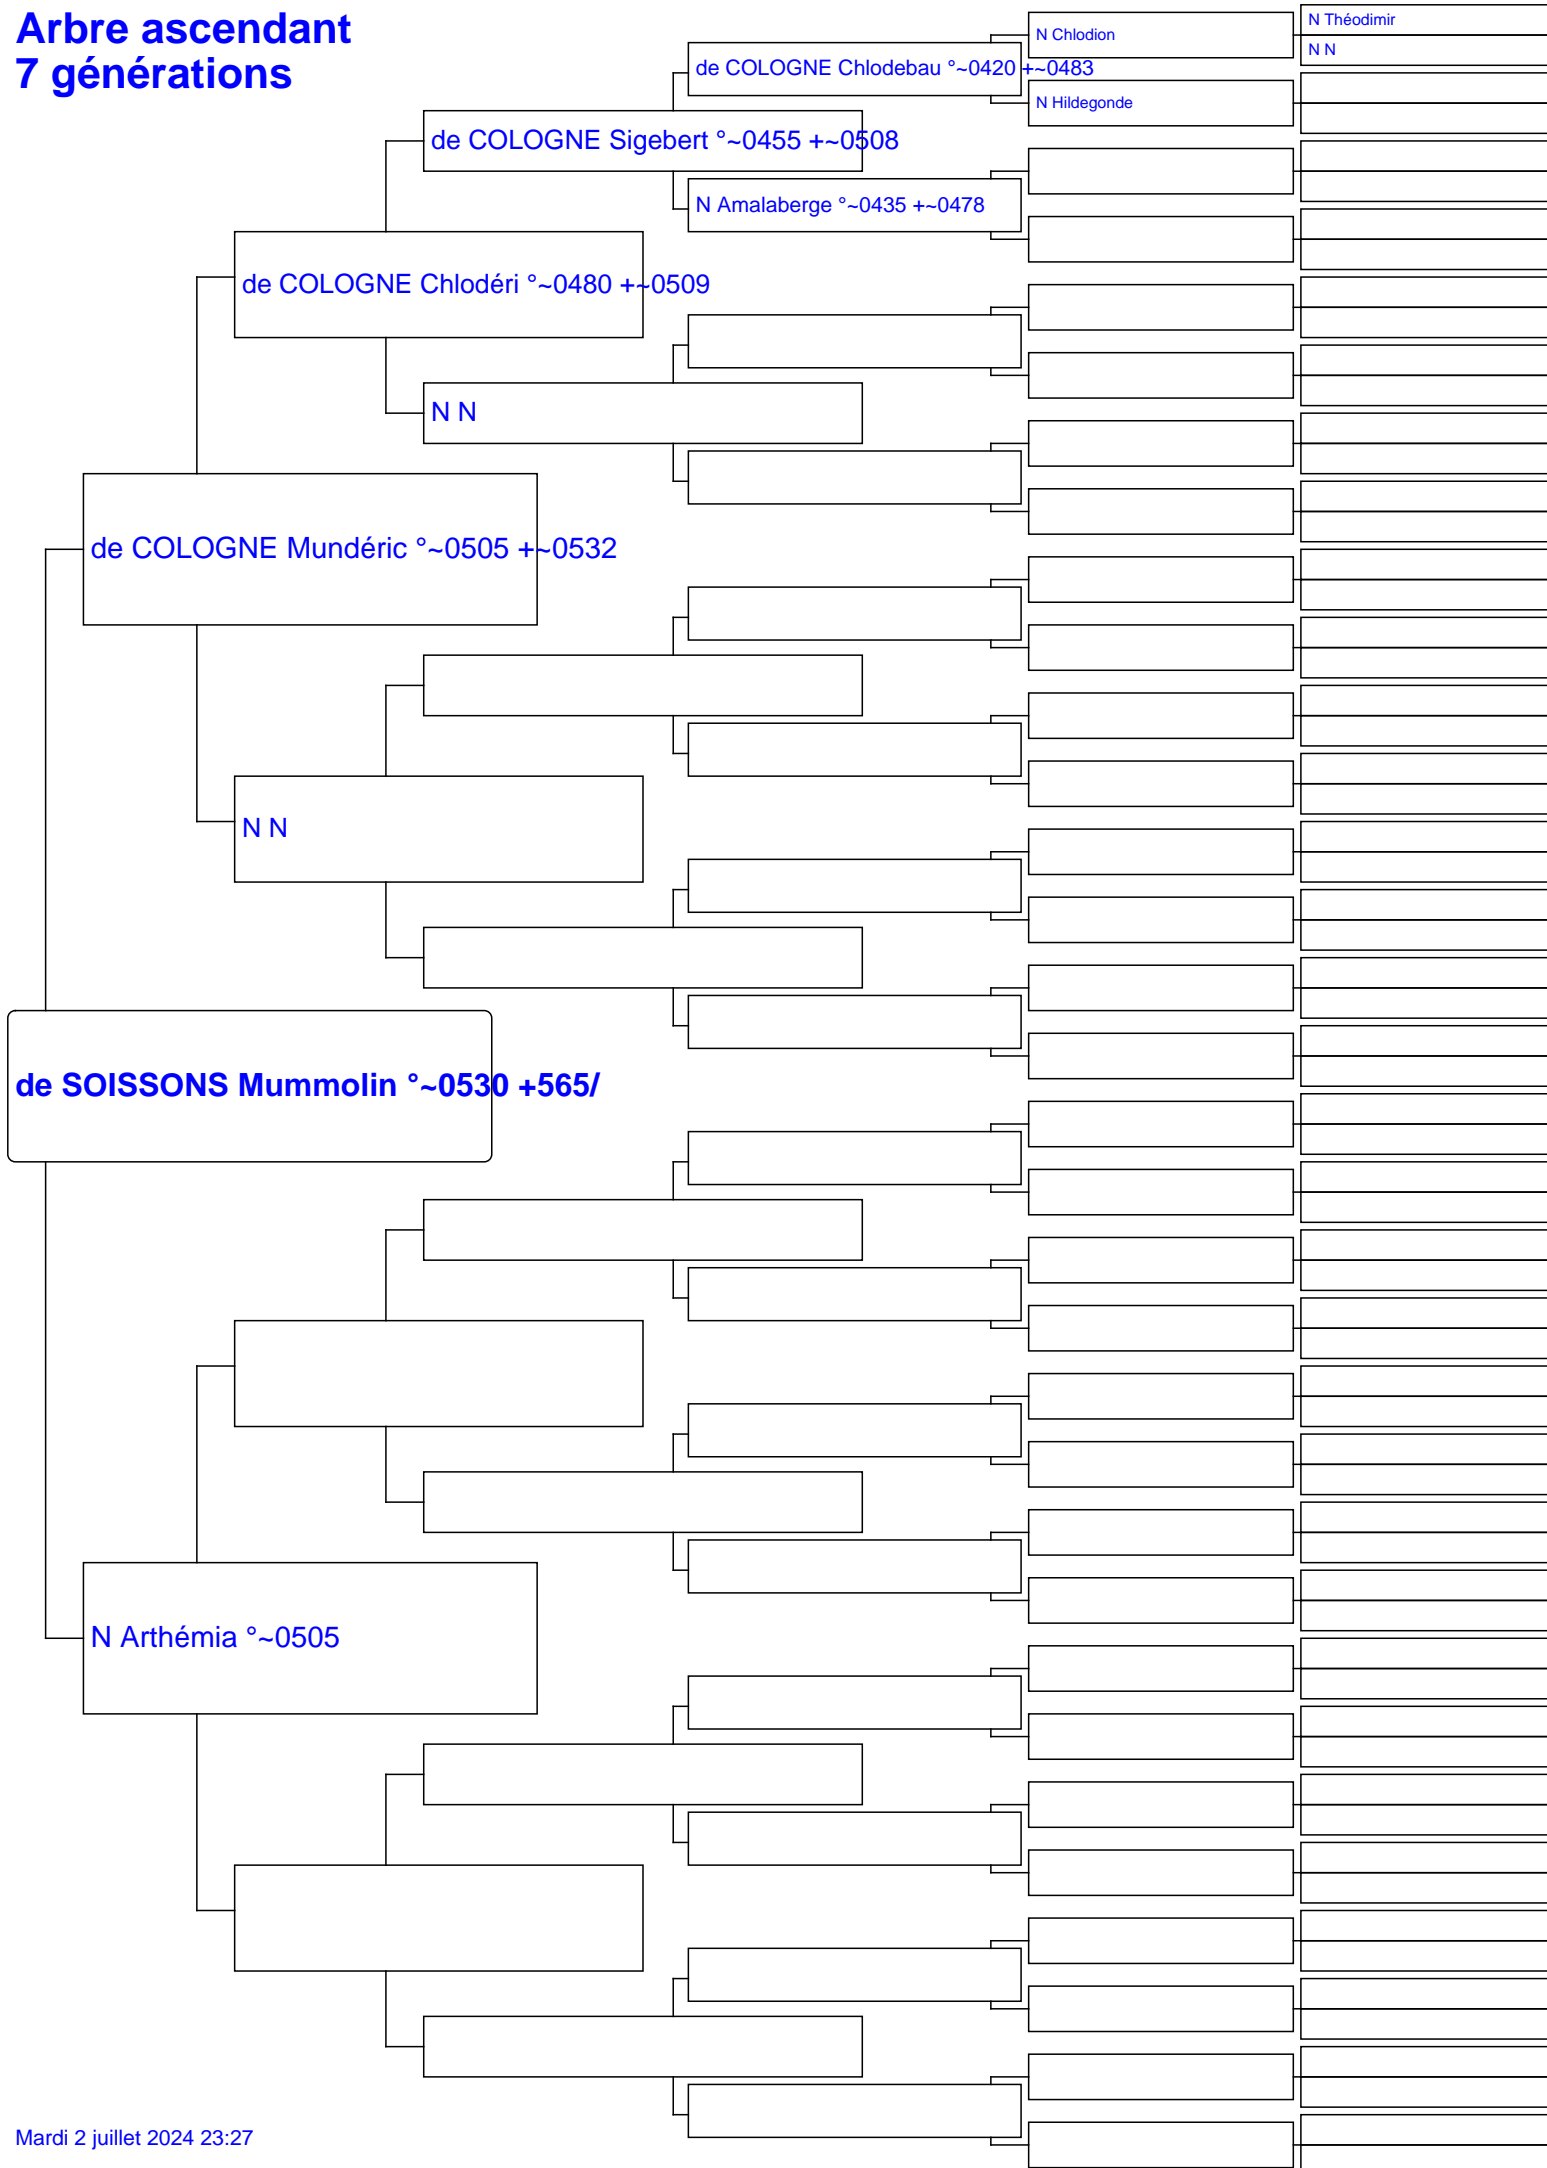 Arbre ascendant
7 générations
N Théodimir
N Chlodion
N N
de COLOGNE Chlodebau °~0420 +~0483
N Hildegonde
de COLOGNE Sigebert °~0455 +~0508
N Amalaberge °~0435 +~0478
de COLOGNE Chlodéri °~0480 +~0509
N N
de COLOGNE Mundéric °~0505 +~0532
N N
de SOISSONS Mummolin °~0530 +565/
N Arthémia °~0505
Mardi 2 juillet 2024 23:27